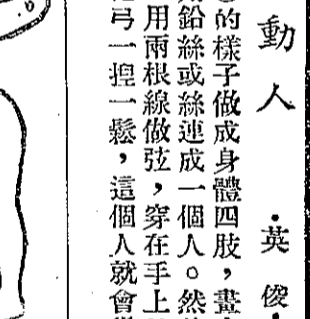 動人 ·英俊·
的樣子做成身體四肢，畫
鉛絲或絲連成一個人。然
用兩根線做弦，穿在手上
弓一捏一鬆，這個人就會